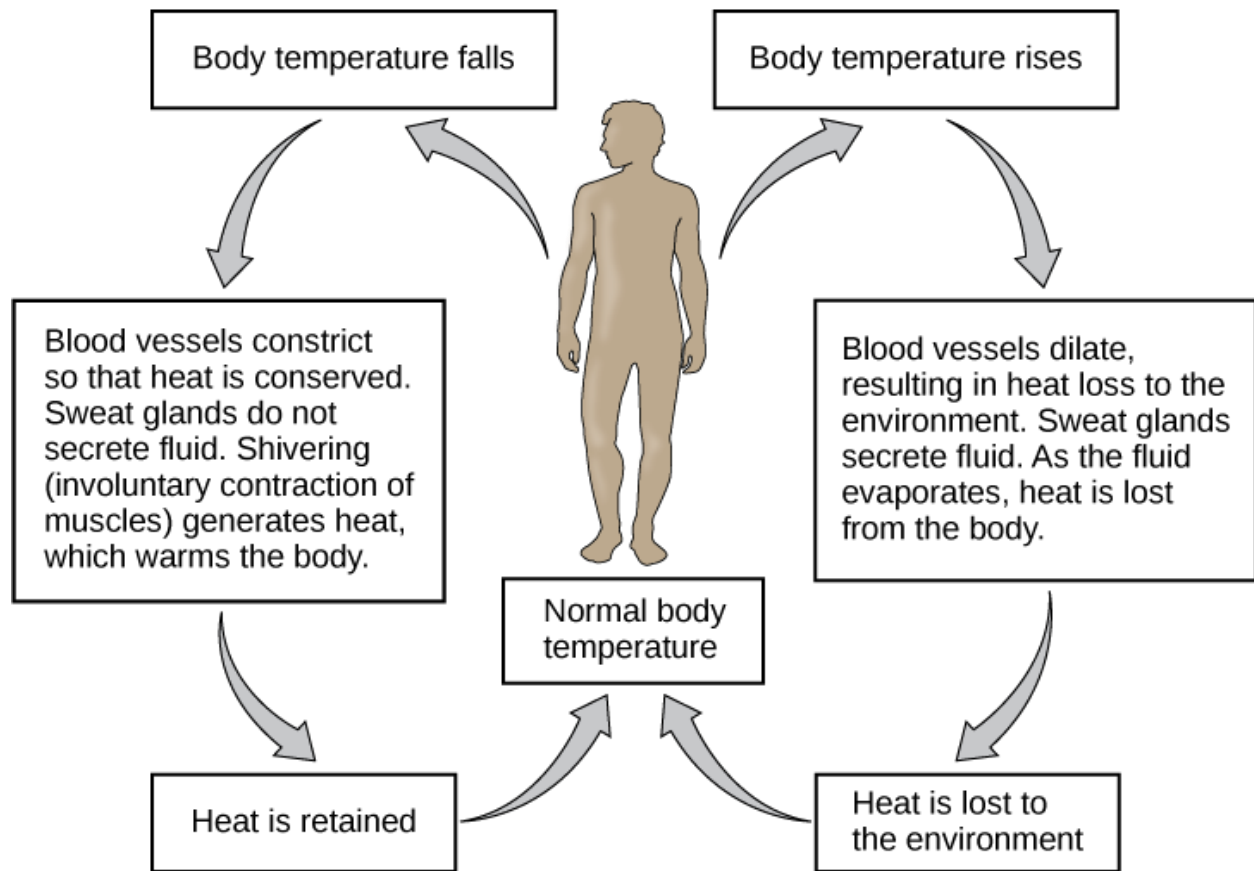 Body temperature falls
Body temperature rises
Blood vessels constrict
so that heat is conserved.
Sweat glands do not
secrete fluid. Shivering
(involuntary contraction of
muscles) generates heat,
which warms the body.
Blood vessels dilate,
resulting in heat loss to the
environment. Sweat glands
secrete fluid. As the fluid
evaporates, heat is lost
from the body.
Normal body
temperature
Heat is retained
Heat is lost to
the environment